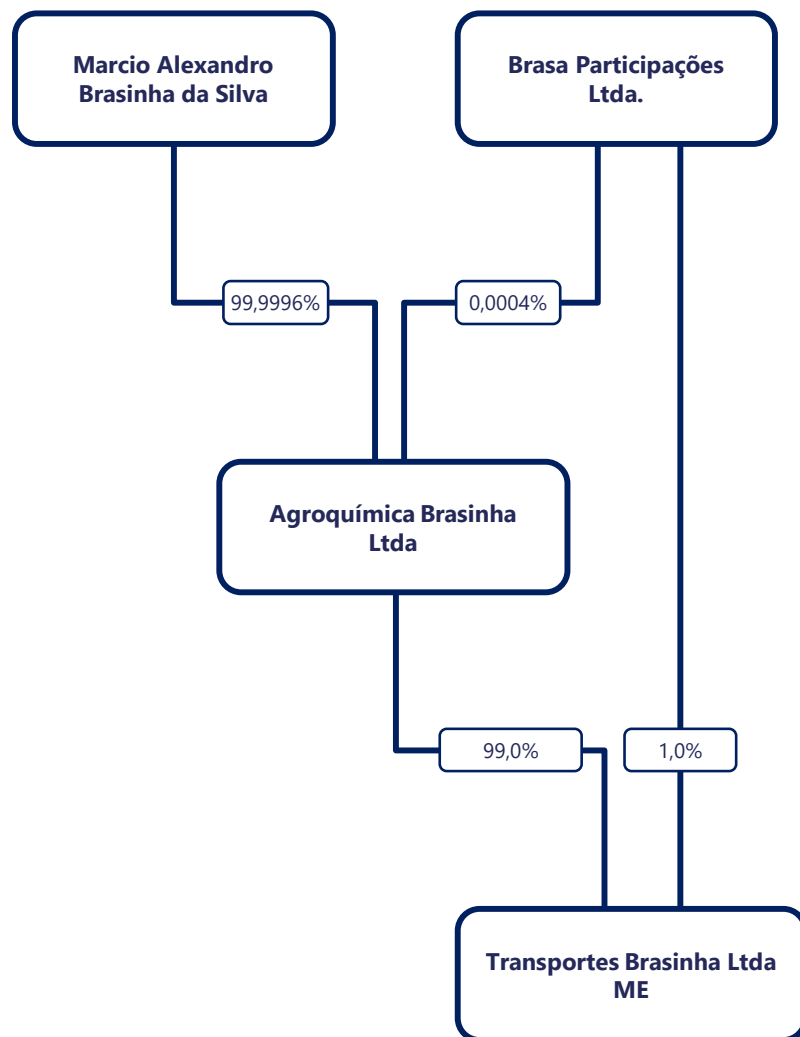 Marcio Alexandro
Brasinha da Silva
Brasa Participações
Ltda.
99,9996%
0,0004%
Agroquímica Brasinha
Ltda
99,0%
1,0%
Transportes Brasinha Ltda
ME